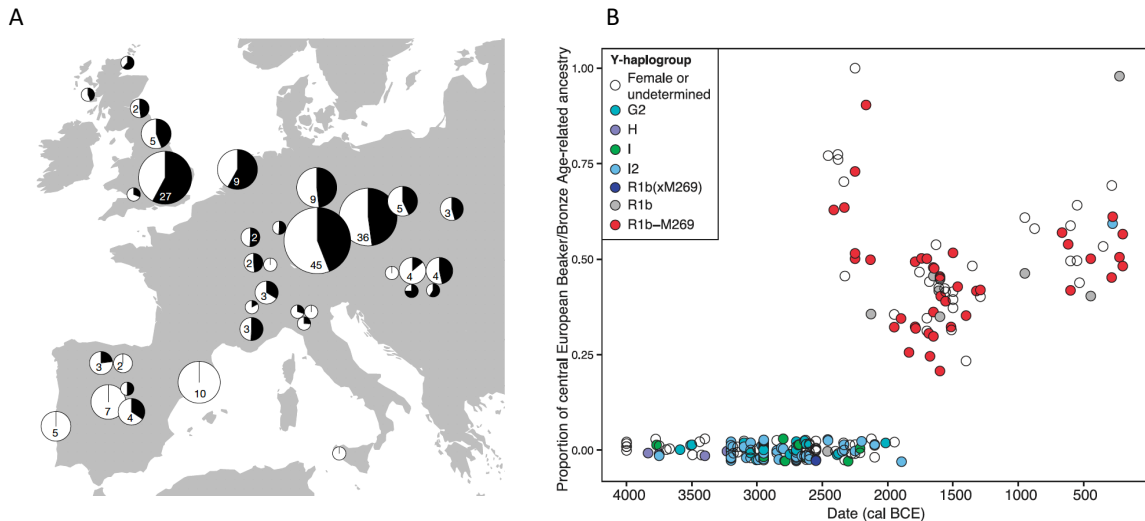 A
2
5
27
9
9
5
3
36
2
45
2
4
4
3
3
3
2
10
7
4
5
B
Proportion of central European Beaker/Bronze Age-related ancestry
1.00
0.75
0.50
0.25
0.00
Y-haplogroup
Female or
undetermined
G2
H
I
I2
R1b(xM269)
R1b
R1b−M269
4000 3500 3000 2500 2000 1500 1000 500
Date (cal BCE)